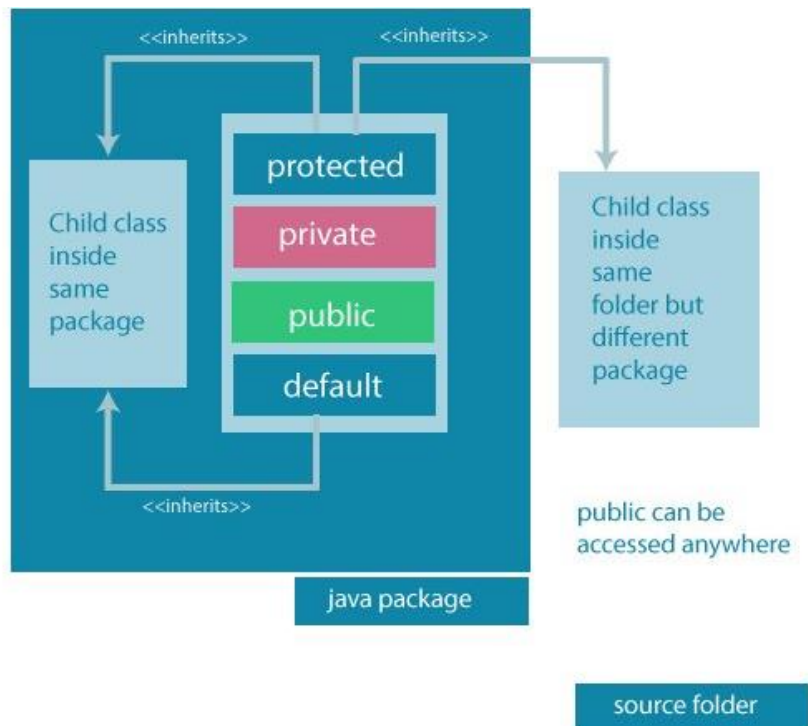 <<inherits>>
<<inherits>>
protected
private
public
default
Child class
inside
same
package
Child class
inside
same
folder but
different
package
<<inherits>>
public can be
accessed anywhere
java package
source folder